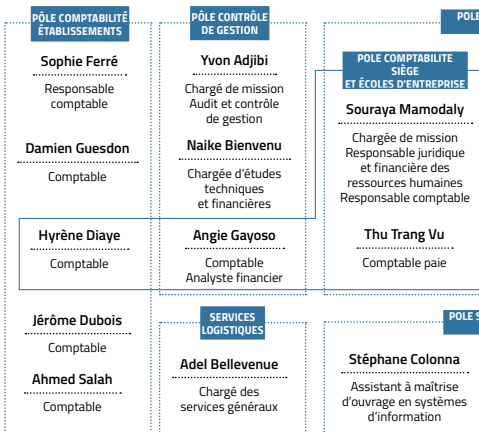 PÔLE COMPTABILITÉ
ÉTABLISSEMENTS
Sophie Ferré
Responsable
comptable
Damien Guesdon
Comptable
Hyrène Diaye
Comptable
Jérôme Dubois
Comptable
Ahmed Salah
Comptable
PÔLE CONTRÔLE
DE GESTION
Yvon Adjibi
Chargé de mission
Audit et contrôle
de gestion
Naike Bienvenu
Chargée d'études
techniques
et financières
Angie Gayoso
Comptable
Analyste financier
SERVICES
LOGISTIQUES
Adel Bellevenue
Chargé des
services généraux
POLE
POLE COMPTABILITE
SIÈGE
ET ÉCOLES D'ENTREPRISE
Souraya Mamodaly
Chargée de mission
Responsable juridique
et financière des
ressources humaines
Responsable comptable
Thu Trang Vu
Comptable paie
POLE S
Stéphane Colonna
Assistant à maîtrise
d'ouvrage en systèmes
d'information